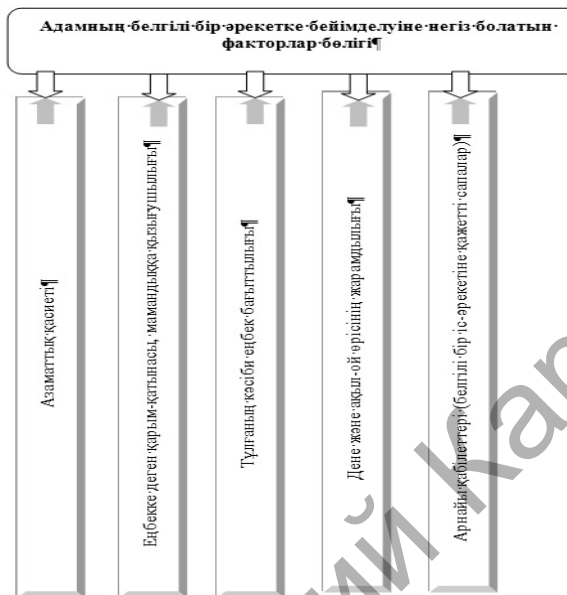 Адамның·белгілі·бір·әрекетке·бейімделуіне·негіз·болатын·
факторлар·бөлігі¶
Азаматтық·қасиеті¶
Еңбекке·деген·қарым-қатынасы,·мамандыққа·қызығушылығы¶
Тұлғаның·кәсіби·еңбек·бағыттылығы¶
Дене·және·ақыл-ой·өрісінің·жарамдылығы¶
Арнайы·қабілеттері·(белгілі·бір·іс-әрекетіне·қажетті·сапалар)¶